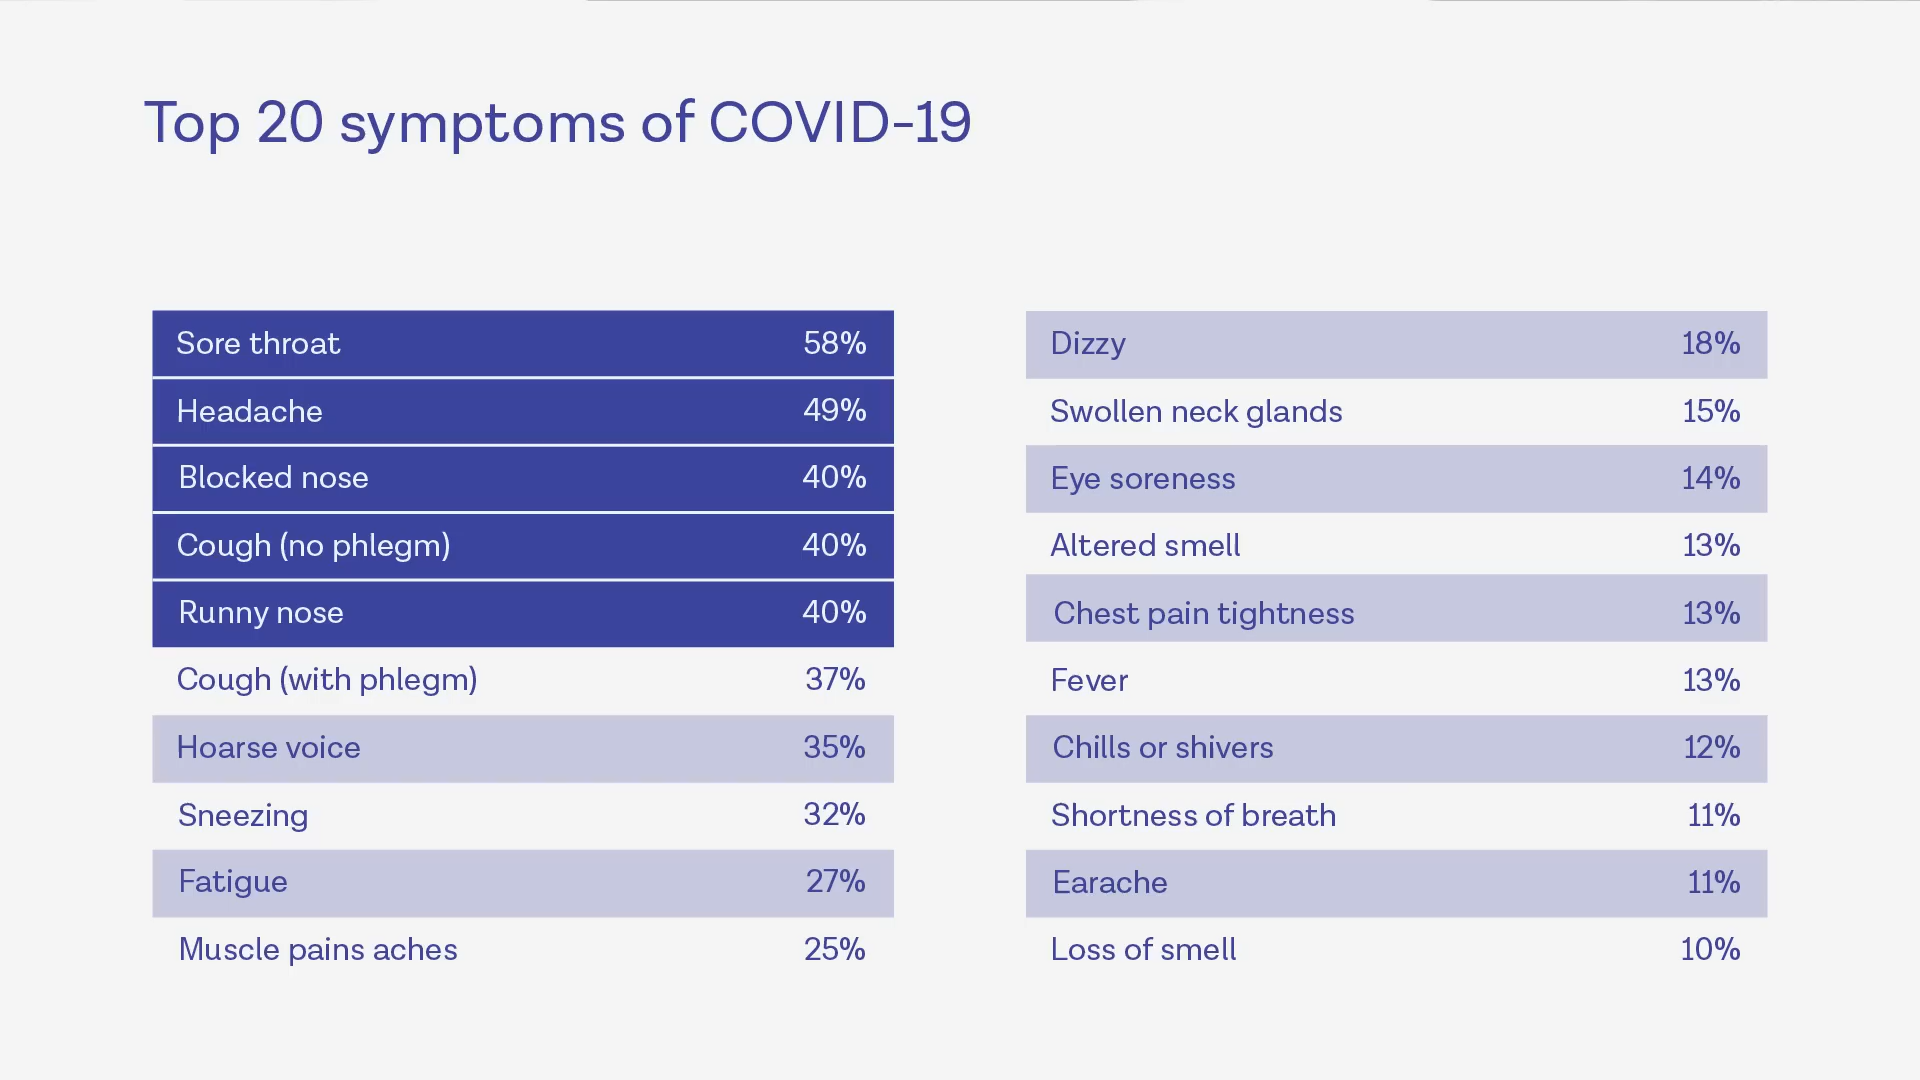 Top 20 symptoms of COVID-19
Sore throat 58%
Headache 49%
Blocked nose 40%
Cough (no phlegm) 40%
Runny nose 40%
Cough (with phlegm) 37%
Hoarse voice 35%
Sneezing 32%
Fatigue 27%
Muscle pains aches 25%
Dizzy 18%
Swollen neck glands 15%
Eye soreness 14%
Altered smell 13%
Chest pain tightness 13%
Fever 13%
Chills or shivers 12%
Shortness of breath 11%
Earache 11%
Loss of smell 10%